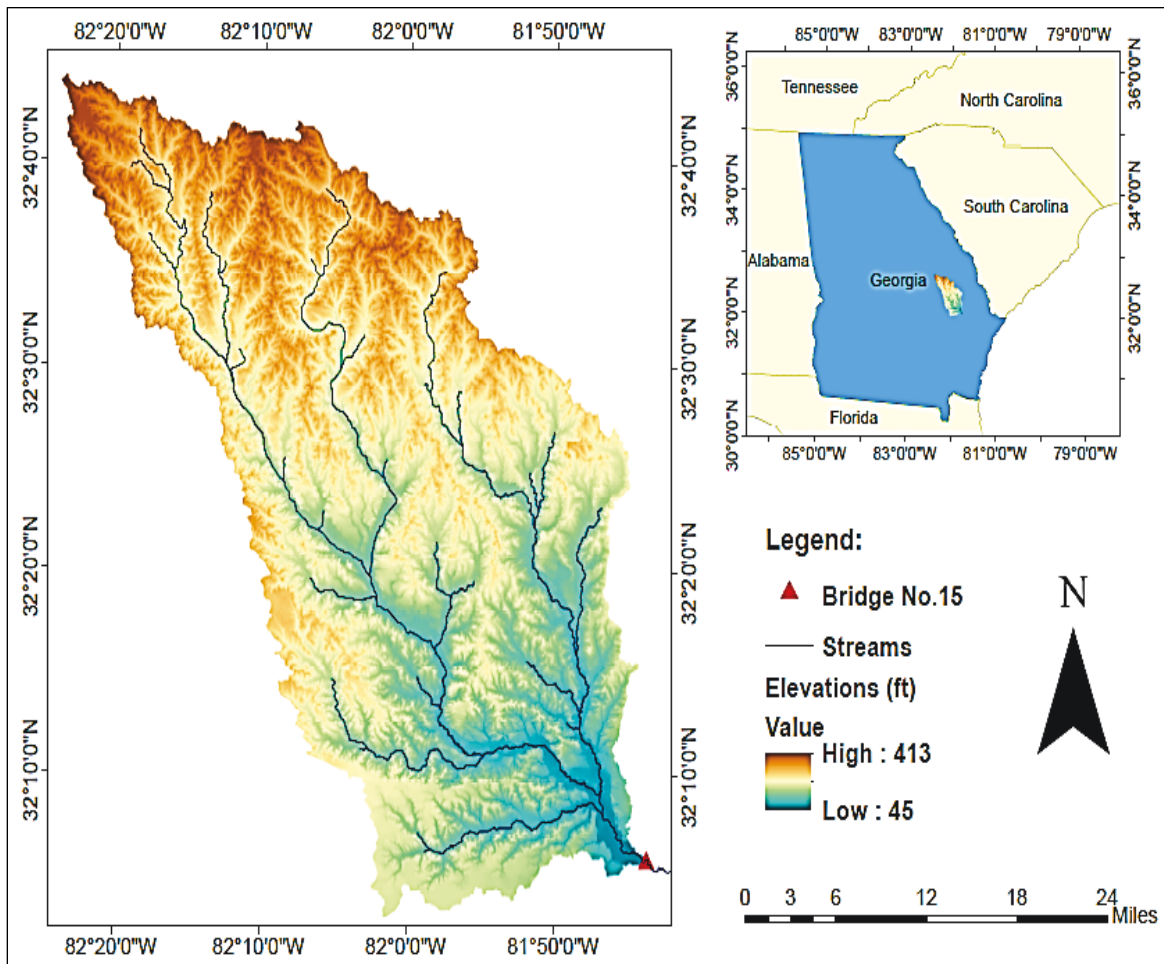 82°20'0"W 82°10'0"W 82°0'0"W 81°50'0"W
32°40'0"N
32°30'0"N
32°20'0"N
32°10'0"N
32°40'0"N
32°30'0"N
32°20'0"N
32°10'0"N
82°20'0"W 82°10'0"W 82°0'0"W 81°50'0"W
85°0'0"W 83°0'0"W 81°0'0"W 79°0'0"W
36°0'0"N
34°0'0"N
32°0'0"N
30°0'0"N
Tennessee
North Carolina
South Carolina
Alabama
Georgia
Florida
36°0'0"N
34°0'0"N
32°0'0"N
85°0'0"W 83°0'0"W 81°0'0"W 79°0'0"W
Legend:
Bridge No.15
Streams
Elevations (ft)
Value
High : 413
Low : 45
N
0 3 6 12 18 24
Miles